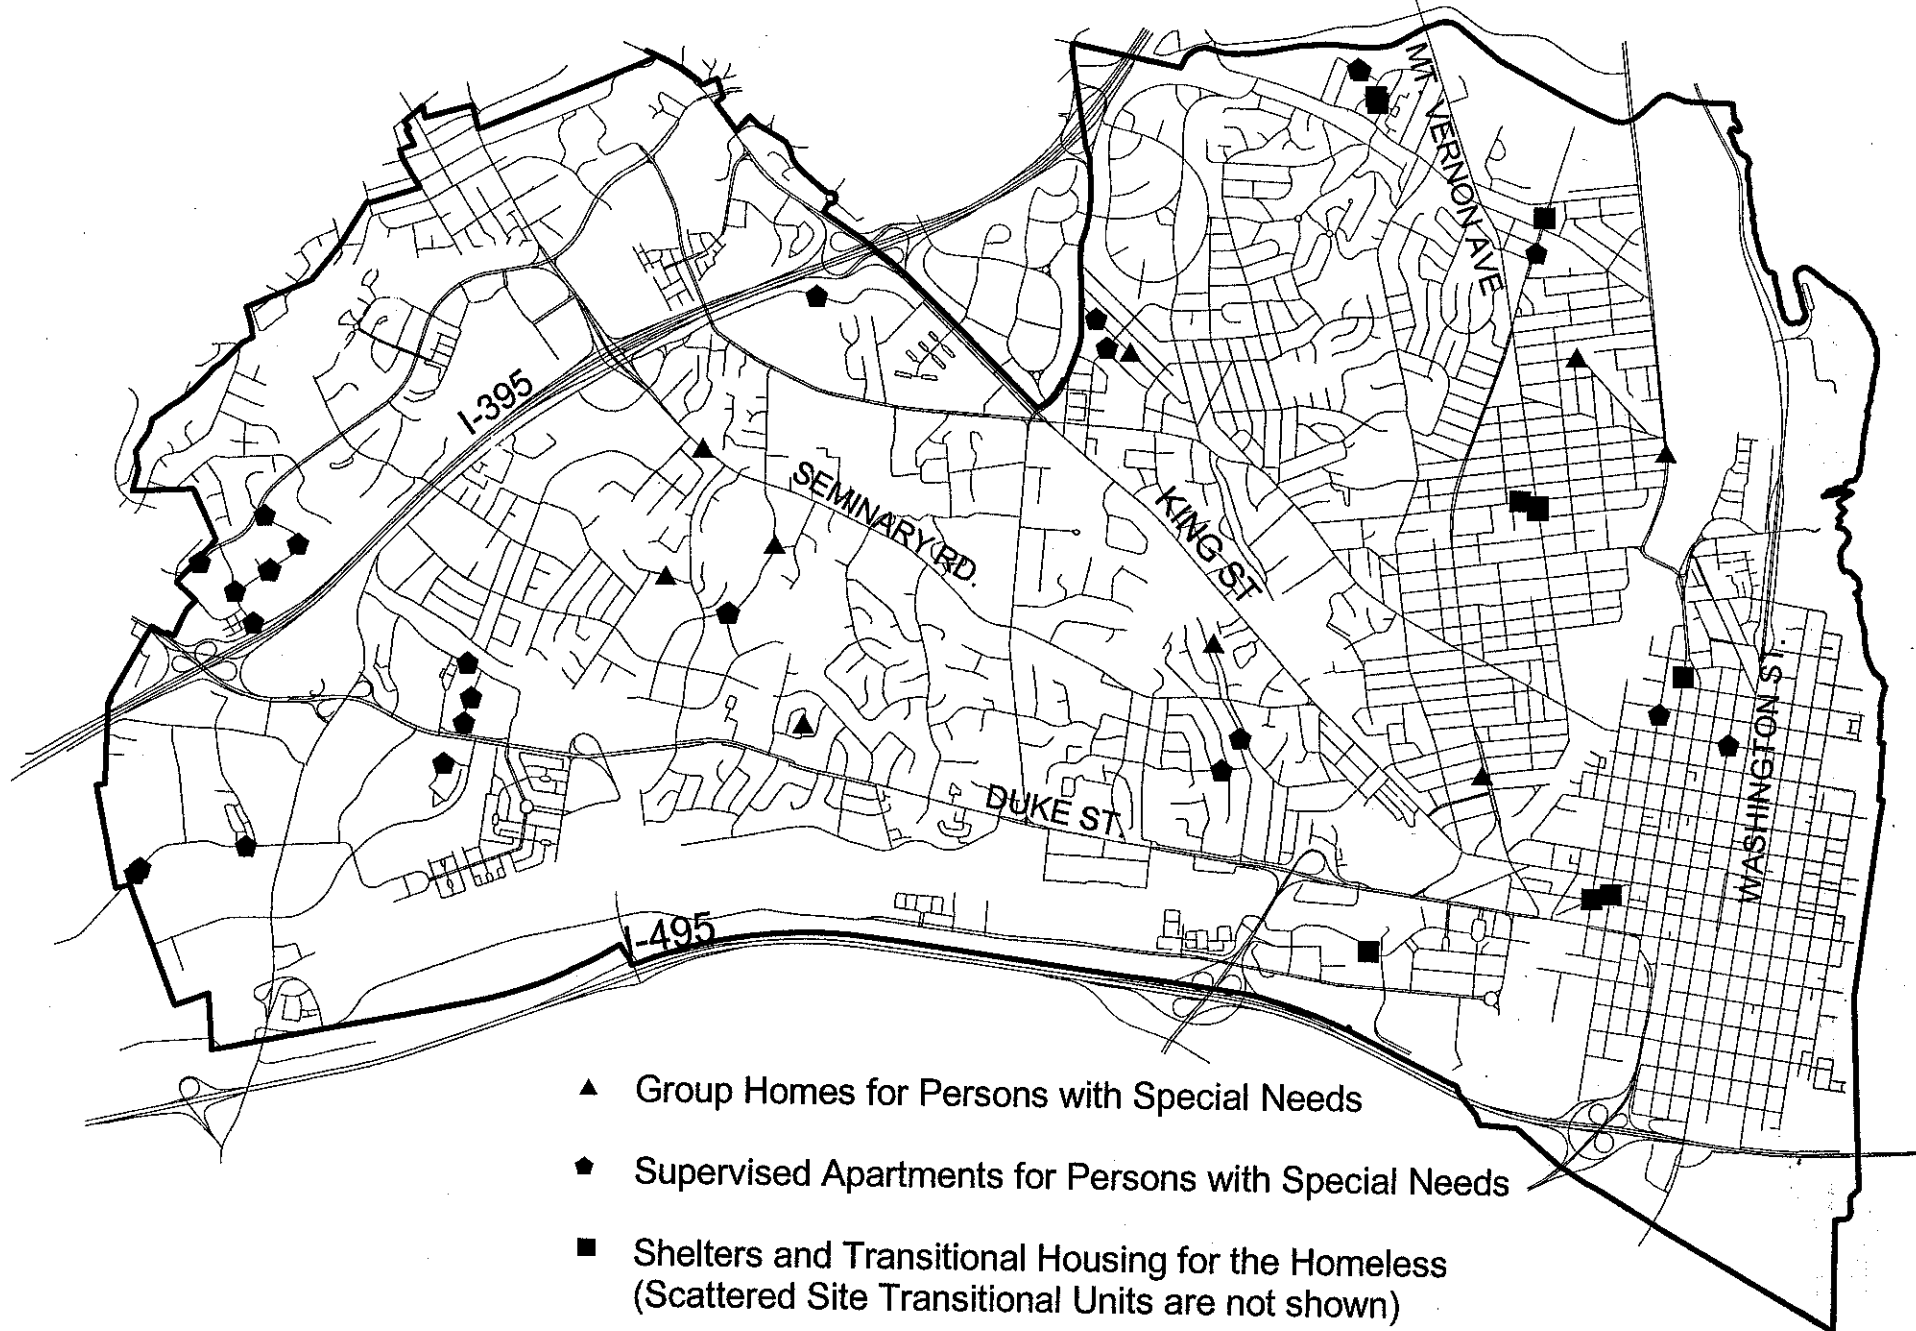 MT. VERNON AVE
I-395
SEMINARY RD.
KING ST
WASHINGTON ST.
DUKE ST.
I-495
Group Homes for Persons with Special Needs
Supervised Apartments for Persons with Special Needs
Shelters and Transitional Housing for the Homeless
(Scattered Site Transitional Units are not shown)